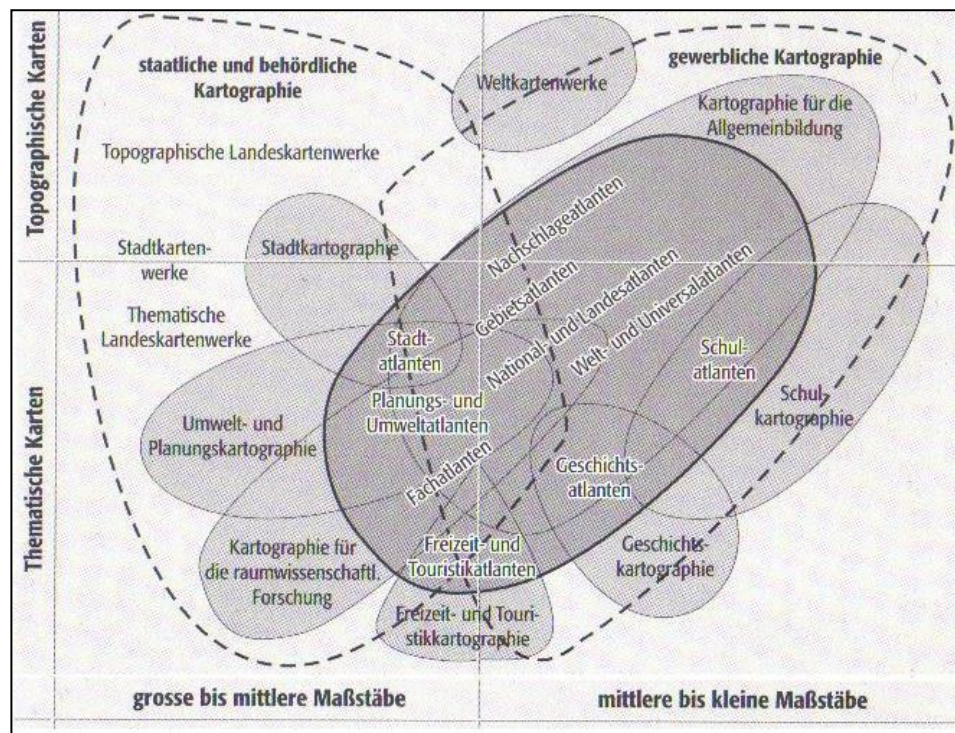 Topographische Karten
Thematische Karten
staatliche und behördliche
Kartographie
Weltkartenwerke
gewerbliche Kartographie
Kartographie für die
Allgemeinbildung
Topographische Landeskartenwerke
Stadtkarten-
werke
Stadtkartographie
Nachschlageatlanten
Gebietsatlanten
National- und Landesatlanten
Welt- und Universalatlanten
Thematische
Landeskartenwerke
Stadt-
atlanten
Schul-
atlanten
Schul-
kartographie
Planungs- und
Umweltatlanten
Umwelt- und
Planungskartographie
Fachatlanten
Geschichts-
atlanten
Kartographie für
die raumwissenschaftl.
Forschung
Freizeit- und
Touristikatlanten
Geschichts-
kartographie
Freizeit- und Touri-
stikkartographie
grosse bis mittlere Maßstäbe
mittlere bis kleine Maßstäbe